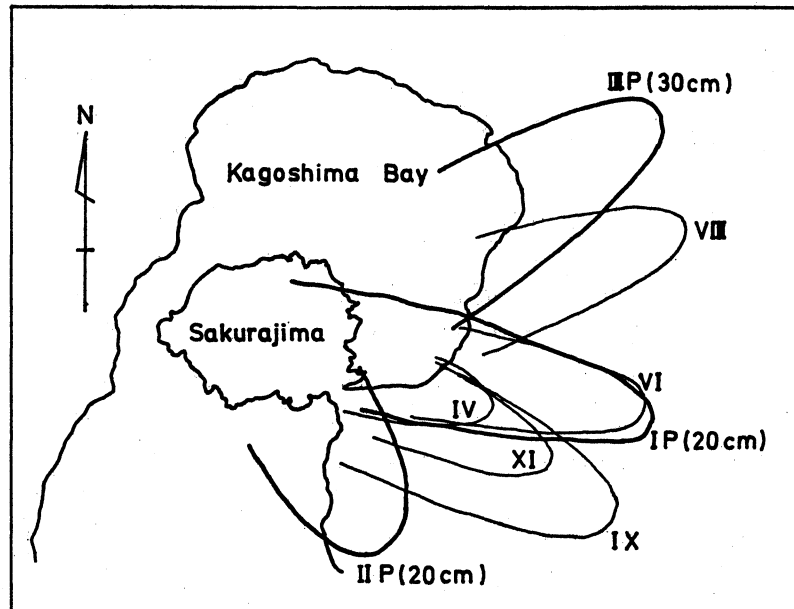 ⅢP(30cm)
N
Kagoshima Bay
VIII
Sakurajima
VI
IV
IP(20cm)
XI
IX
IIP(20cm)